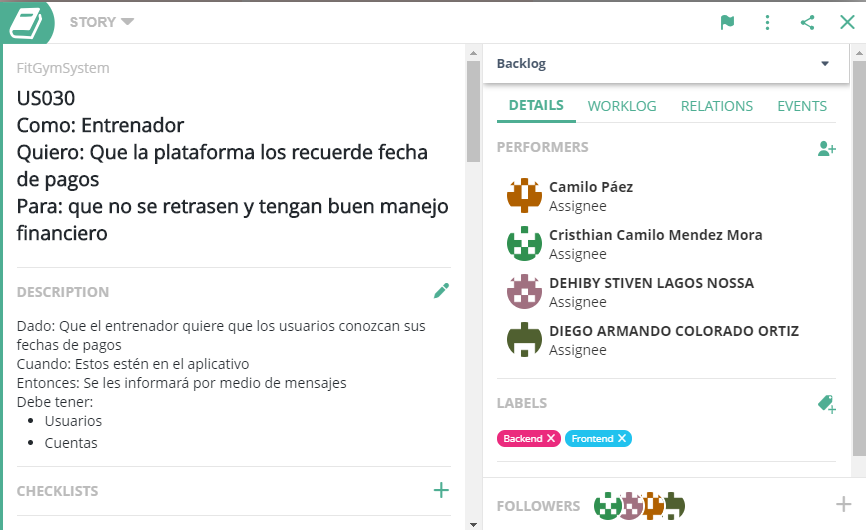 STORY
FitGymSystem
US030
Como: Entrenador
Quiero: Que la plataforma los recuerde fecha
de pagos
Para: que no se retrasen y tengan buen manejo
financiero
DESCRIPTION
Dado: Que el entrenador quiere que los usuarios conozcan sus
fechas de pagos
Cuando: Estos estén en el aplicativo
Entonces: Se les informará por medio de mensajes
Debe tener:
Usuarios
Cuentas
CHECKLISTS
Backlog
DETAILS WORKLOG RELATIONS EVENTS
PERFORMERS
Camilo Páez
Assignee
Cristhian Camilo Mendez Mora
Assignee
DEHIBY STIVEN LAGOS NOSSA
Assignee
DIEGO ARMANDO COLORADO ORTIZ
Assignee
LABELS
Backend Frontend
FOLLOWERS